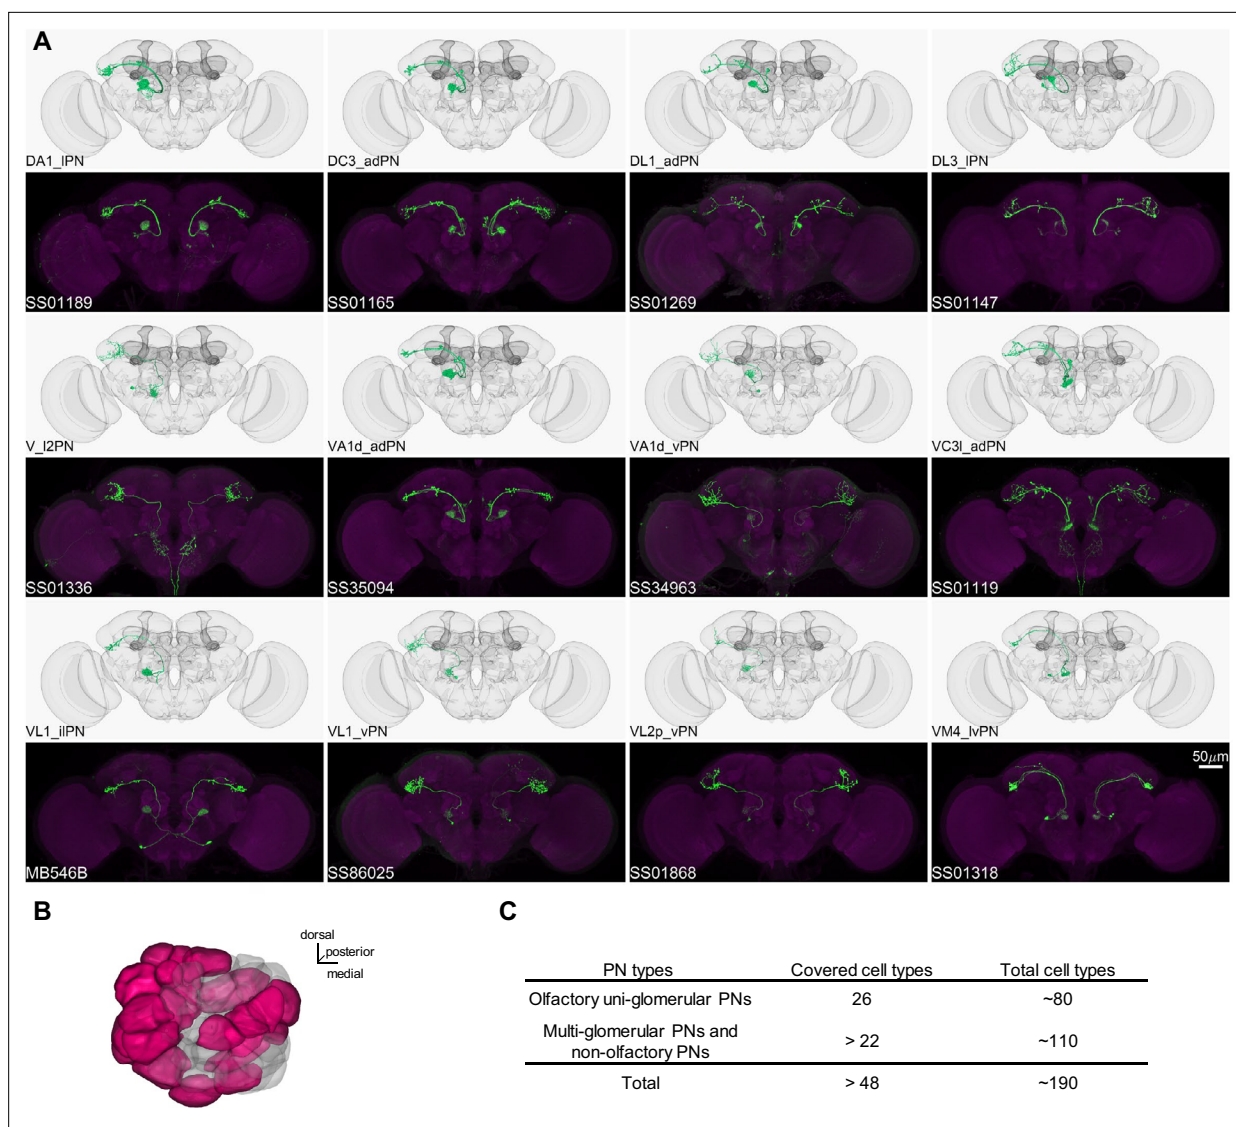 A
DA1_lPN
DC3_adPN
DL1_adPN
DL3_lPN
SS01189
SS01165
SS01269
SS01147
V_l2PN
VA1d_adPN
VA1d_vPN
VC3l_adPN
SS01336
SS35094
SS34963
SS01119
VL1_ilPN
VL1_vPN
VL2p_vPN
VM4_lvPN
50μm
MB546B
SS86025
SS01868
SS01318
B
dorsal
posterior
medial
C
PN types Covered cell types Total cell types
Olfactory uni-glomerular PNs 26 ~80
Multi-glomerular PNs and
non-olfactory PNs > 22 ~110
Total > 48 ~190